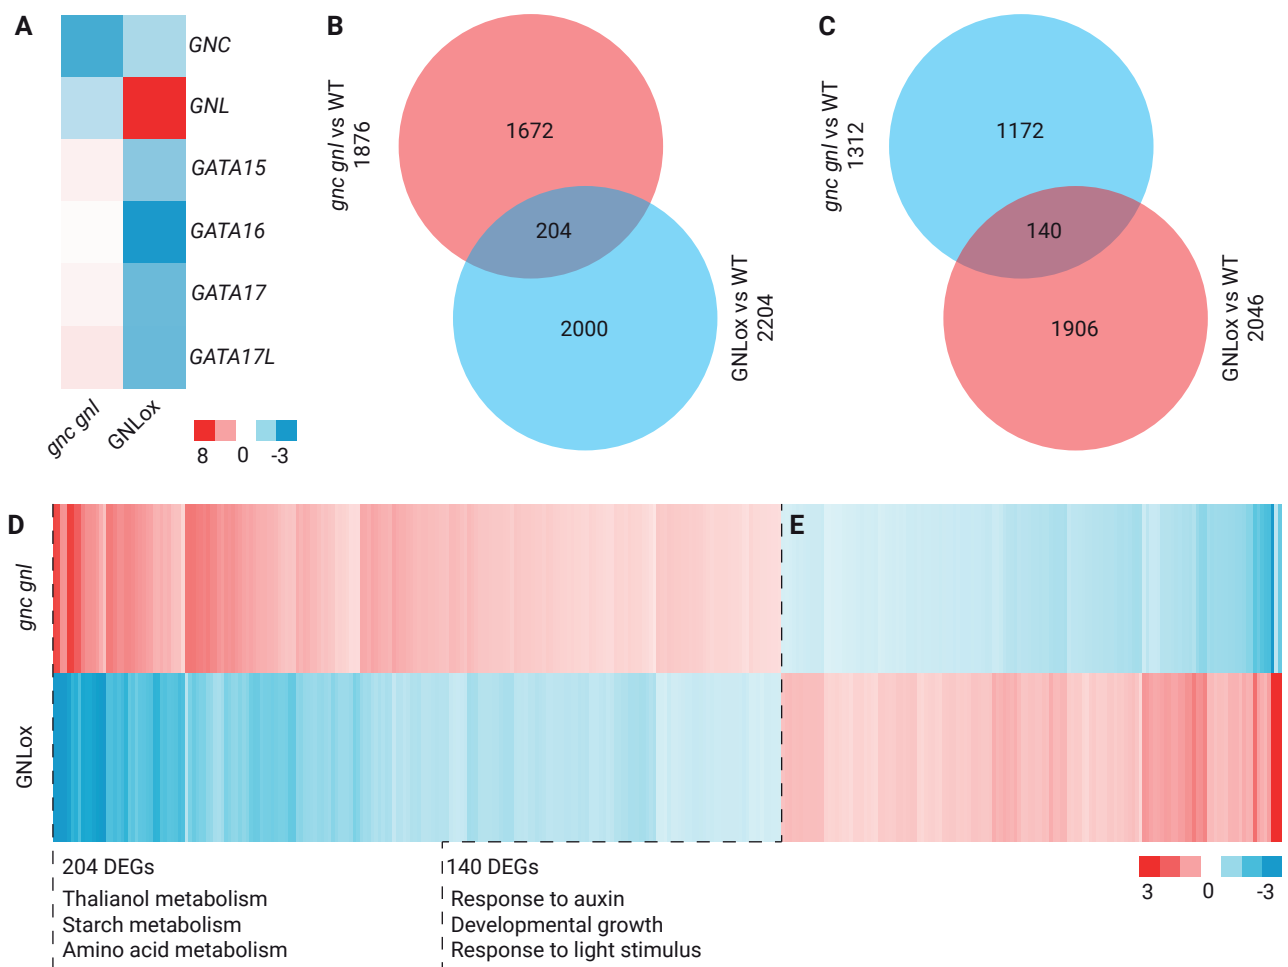 A
GNC
GNL
GATA15
GATA16
GATA17
GATA17L
gnc gnl
GNLox
8 0 -3
B
gnc gnl vs WT
1876
1672
204
2000
GNLox vs WT
2204
C
gnc gnl vs WT
1312
1172
140
1906
GNLox vs WT
2046
D
E
gnc gnl
GNLox
204 DEGs
Thalianol metabolism
Starch metabolism
Amino acid metabolism
140 DEGs
Response to auxin
Developmental growth
Response to light stimulus
3 0 -3